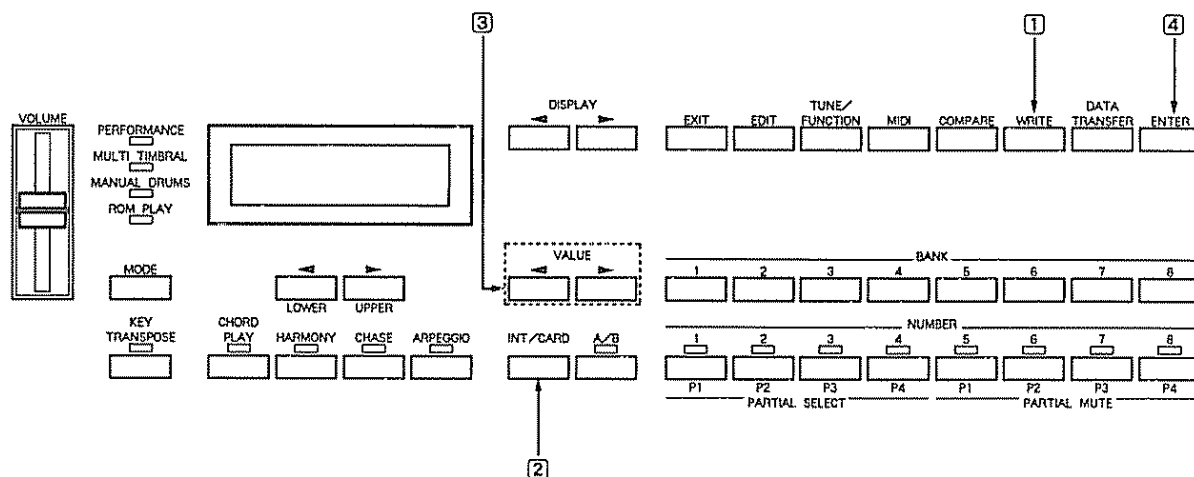 3 1 4
VOLUME
PERFORMANCE
MULTI TIMBRAL
MANUAL DRUMS
ROM PLAY
DISPLAY
EXIT EDIT TUNE/FUNCTION MIDI COMPARE WRITE DATA TRANSFER ENTER
MODE
LOWER UPPER
VALUE
BANK
1 2 3 4 5 6 7 8
KEY TRANSPOSE
CHORD PLAY HARMONY CHASE ARPEGGIO
INT/CARD A/B
NUMBER
1 2 3 4 5 6 7 8
P1 P2 P3 P4 P1 P2 P3 P4
PARTIAL SELECT PARTIAL MUTE
2